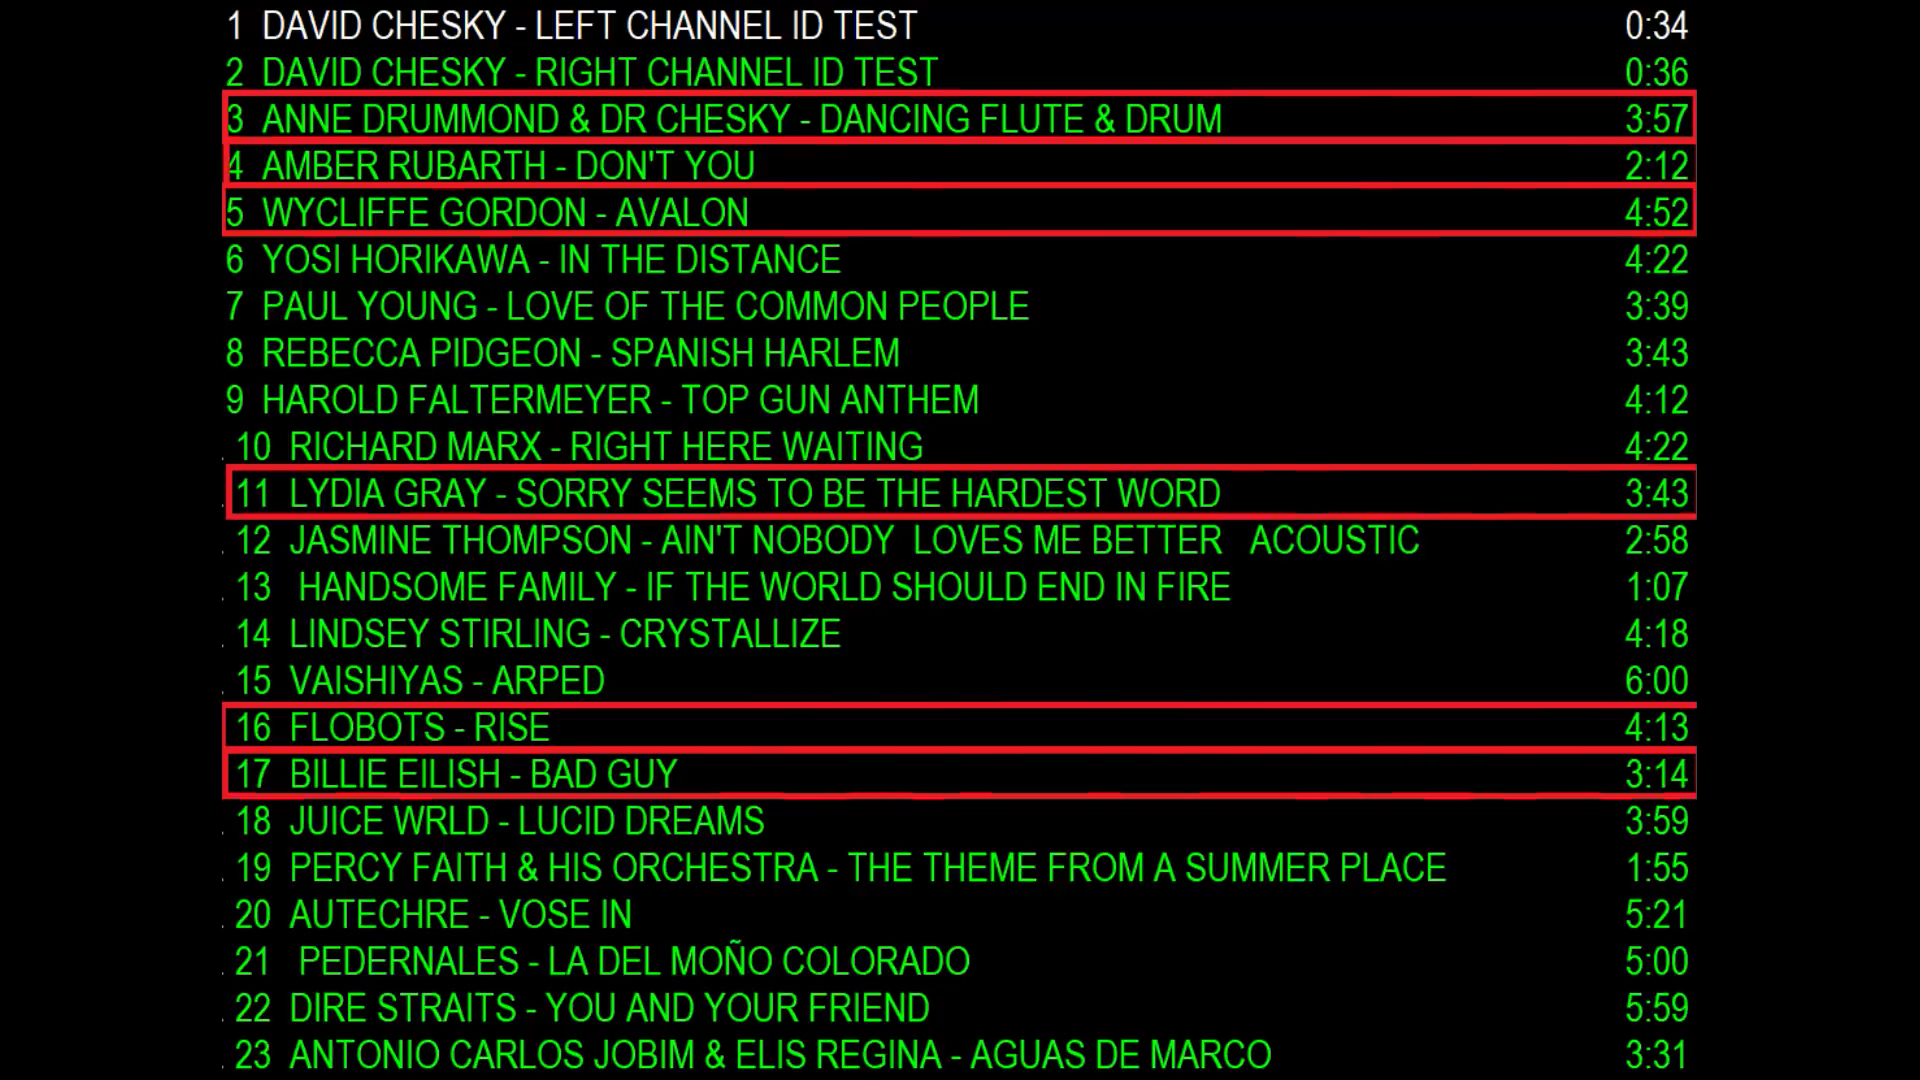 1 DAVID CHESKY - LEFT CHANNEL ID TEST 0:34
2 DAVID CHESKY - RIGHT CHANNEL ID TEST 0:36
3 ANNE DRUMMOND & DR CHESKY - DANCING FLUTE & DRUM 3:57
4 AMBER RUBARTH - DON'T YOU 2:12
5 WYCLIFFE GORDON - AVALON 4:52
6 YOSI HORIKAWA - IN THE DISTANCE 4:22
7 PAUL YOUNG - LOVE OF THE COMMON PEOPLE 3:39
8 REBECCA PIDGEON - SPANISH HARLEM 3:43
9 HAROLD FALTERMEYER - TOP GUN ANTHEM 4:12
. 10 RICHARD MARX - RIGHT HERE WAITING 4:22
. 11 LYDIA GRAY - SORRY SEEMS TO BE THE HARDEST WORD 3:43
. 12 JASMINE THOMPSON - AIN'T NOBODY LOVES ME BETTER ACOUSTIC 2:58
. 13 HANDSOME FAMILY - IF THE WORLD SHOULD END IN FIRE 1:07
. 14 LINDSEY STIRLING - CRYSTALLIZE 4:18
. 15 VAISHIYAS - ARPED 6:00
16 FLOBOTS - RISE 4:13
17 BILLIE EILISH - BAD GUY 3:14
. 18 JUICE WRLD - LUCID DREAMS 3:59
. 19 PERCY FAITH & HIS ORCHESTRA - THE THEME FROM A SUMMER PLACE 1:55
. 20 AUTECHRE - VOSE IN 5:21
. 21 PEDERNALES - LA DEL MOÑO COLORADO 5:00
. 22 DIRE STRAITS - YOU AND YOUR FRIEND 5:59
. 23 ANTONIO CARLOS JOBIM & ELIS REGINA - AGUAS DE MARCO 3:31